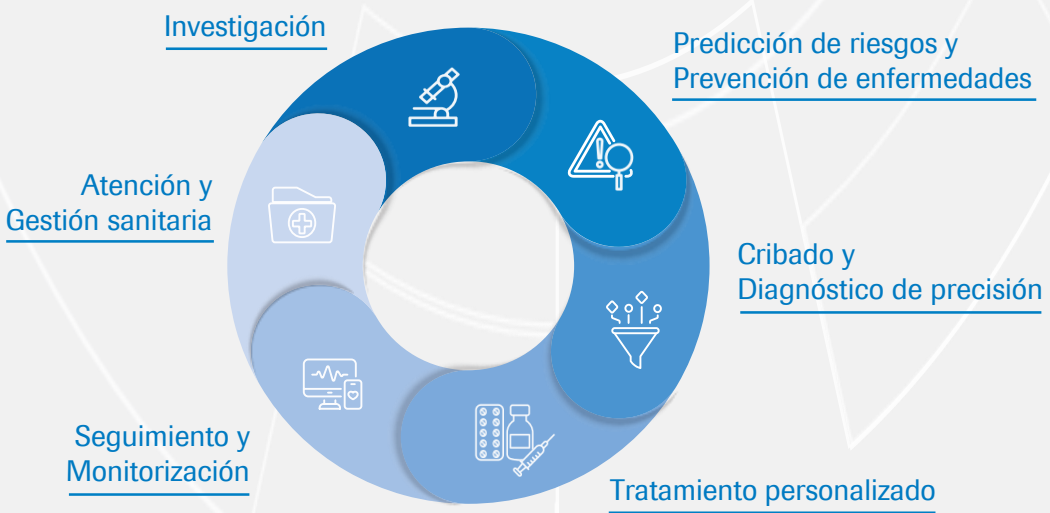 Investigación
Predicción de riesgos y
Prevención de enfermedades
Cribado y
Diagnóstico de precisión
Tratamiento personalizado
Seguimiento y
Monitorización
Atención y
Gestión sanitaria